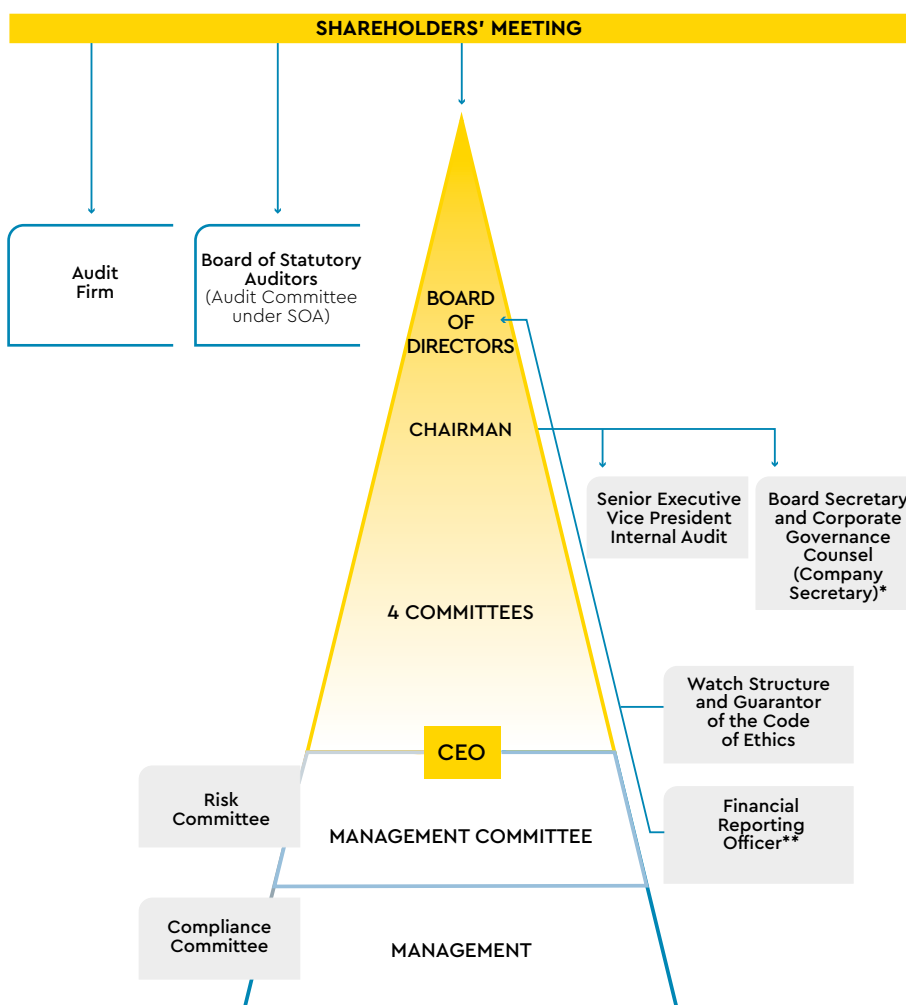 SHAREHOLDERS' MEETING
Audit
Firm
Board of Statutory
Auditors
(Audit Committee
under SOA)
BOARD
OF
DIRECTORS
CHAIRMAN
Senior Executive
Vice President
Internal Audit
Board Secretary
and Corporate
Governance
Counsel
(Company
Secretary)*
4 COMMITTEES
Watch Structure
and Guarantor
of the Code
of Ethics
CEO
Risk
Committee
MANAGEMENT COMMITTEE
Financial
Reporting
Officer**
Compliance
Committee
MANAGEMENT